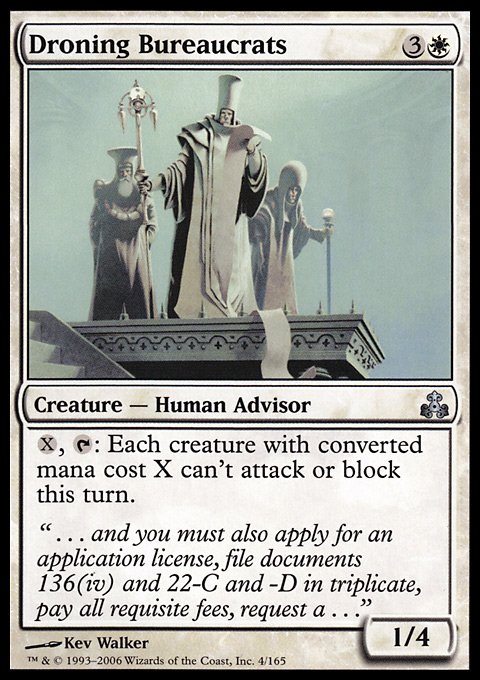 Droning Bureaucrats 3
Creature — Human Advisor
X, : Each creature with converted
mana cost X can't attack or block
this turn.
“ . . . and you must also apply for an
application license, file documents
136(iv) and 22-C and -D in triplicate,
pay all requisite fees, request a . . .”
Kev Walker
1/4
™ & © 1993–2006 Wizards of the Coast, Inc. 4/165